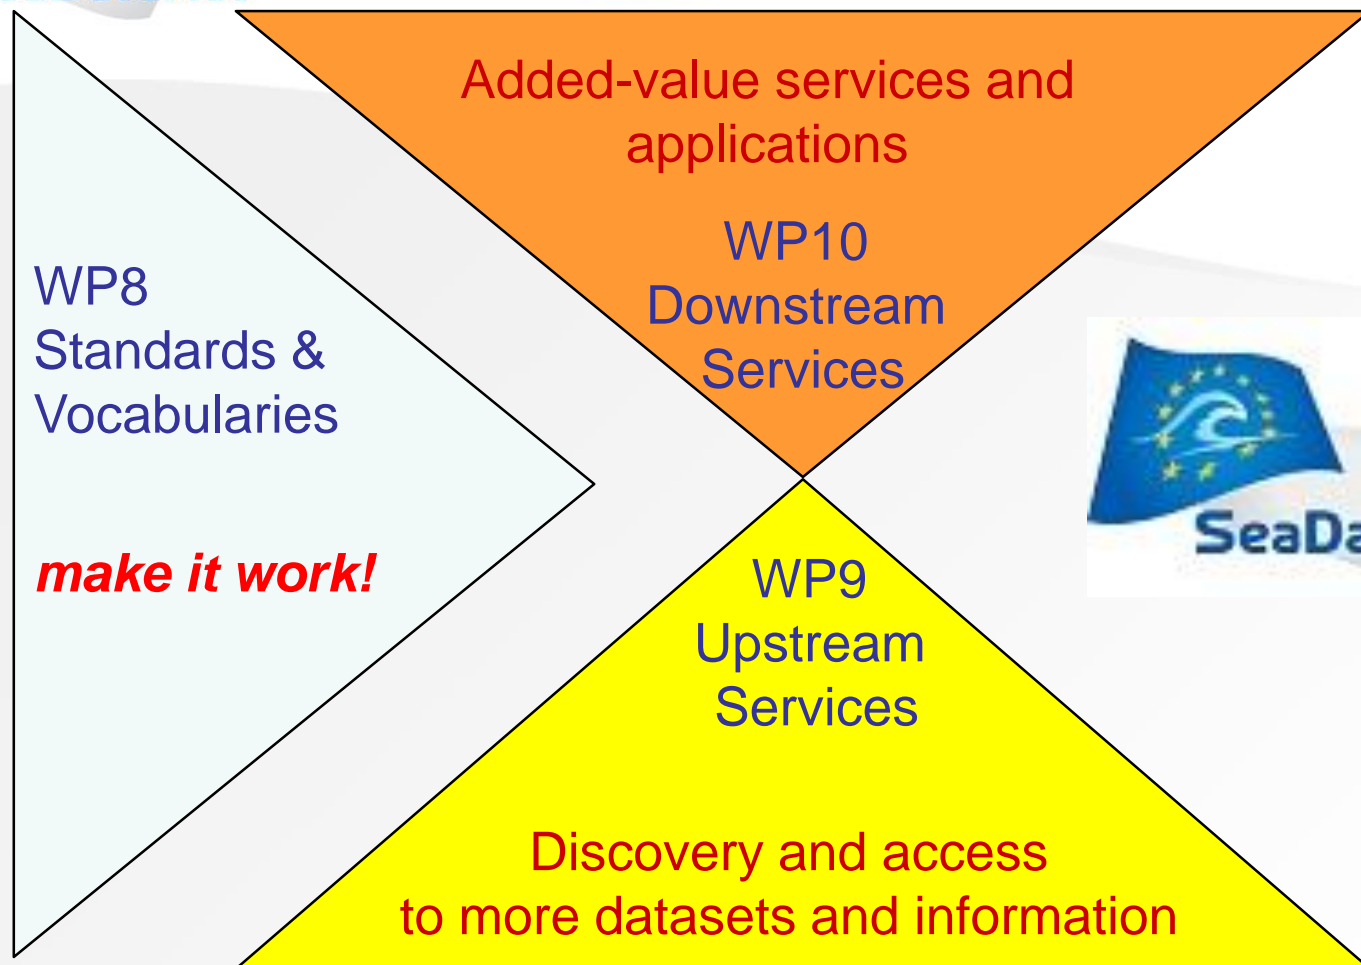 Added-value services and
applications
WP10
Downstream
Services
WP8
Standards &
Vocabularies
make it work!
SeaDa
WP9
Upstream
Services
Discovery and access
to more datasets and information